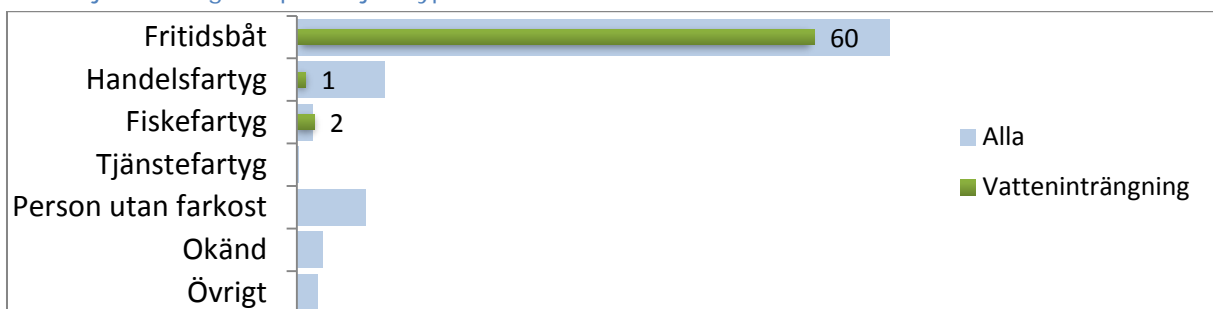 Fritidsbåt 60
Handelsfartyg 1
Fiskefartyg 2
Tjänstefartyg
Person utan farkost
Okänd
Övrigt
Alla
Vatteninträngning